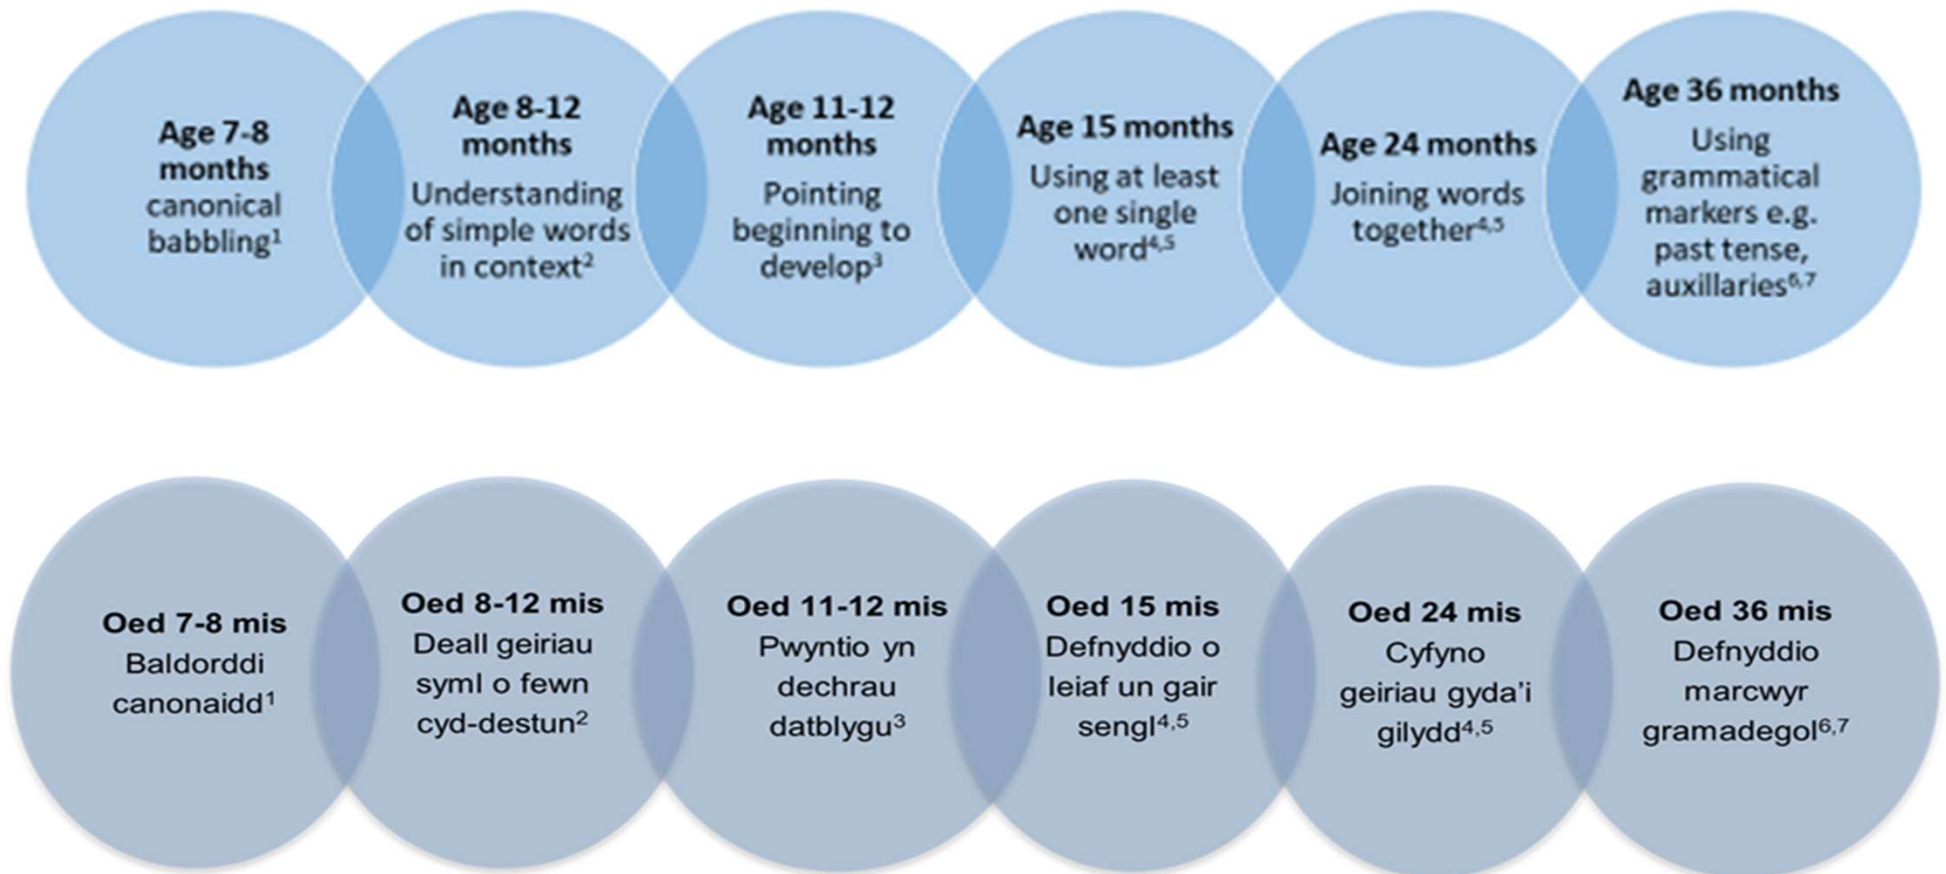 Age 7-8
months
canonical
babbling¹
Age 8-12
months
Understanding
of simple words
in context²
Age 11-12
months
Pointing
beginning to
develop³
Age 15 months
Using at least
one single
word⁴,⁵
Age 24 months
Joining words
together⁴,⁵
Age 36 months
Using
grammatical
markers e.g.
past tense,
auxillaries⁶,⁷
Oed 7-8 mis
Baldorddi
canonaidd¹
Oed 8-12 mis
Deall geiriau
syml o fewn
cyd-destun²
Oed 11-12 mis
Pwyntio yn
dechrau
datblygu³
Oed 15 mis
Defnyddio o
leiaf un gair
sengl⁴,⁵
Oed 24 mis
Cyfyno
geiriau gyda’i
gilydd⁴,⁵
Oed 36 mis
Defnyddio
marcwyr
gramadegol⁶,⁷